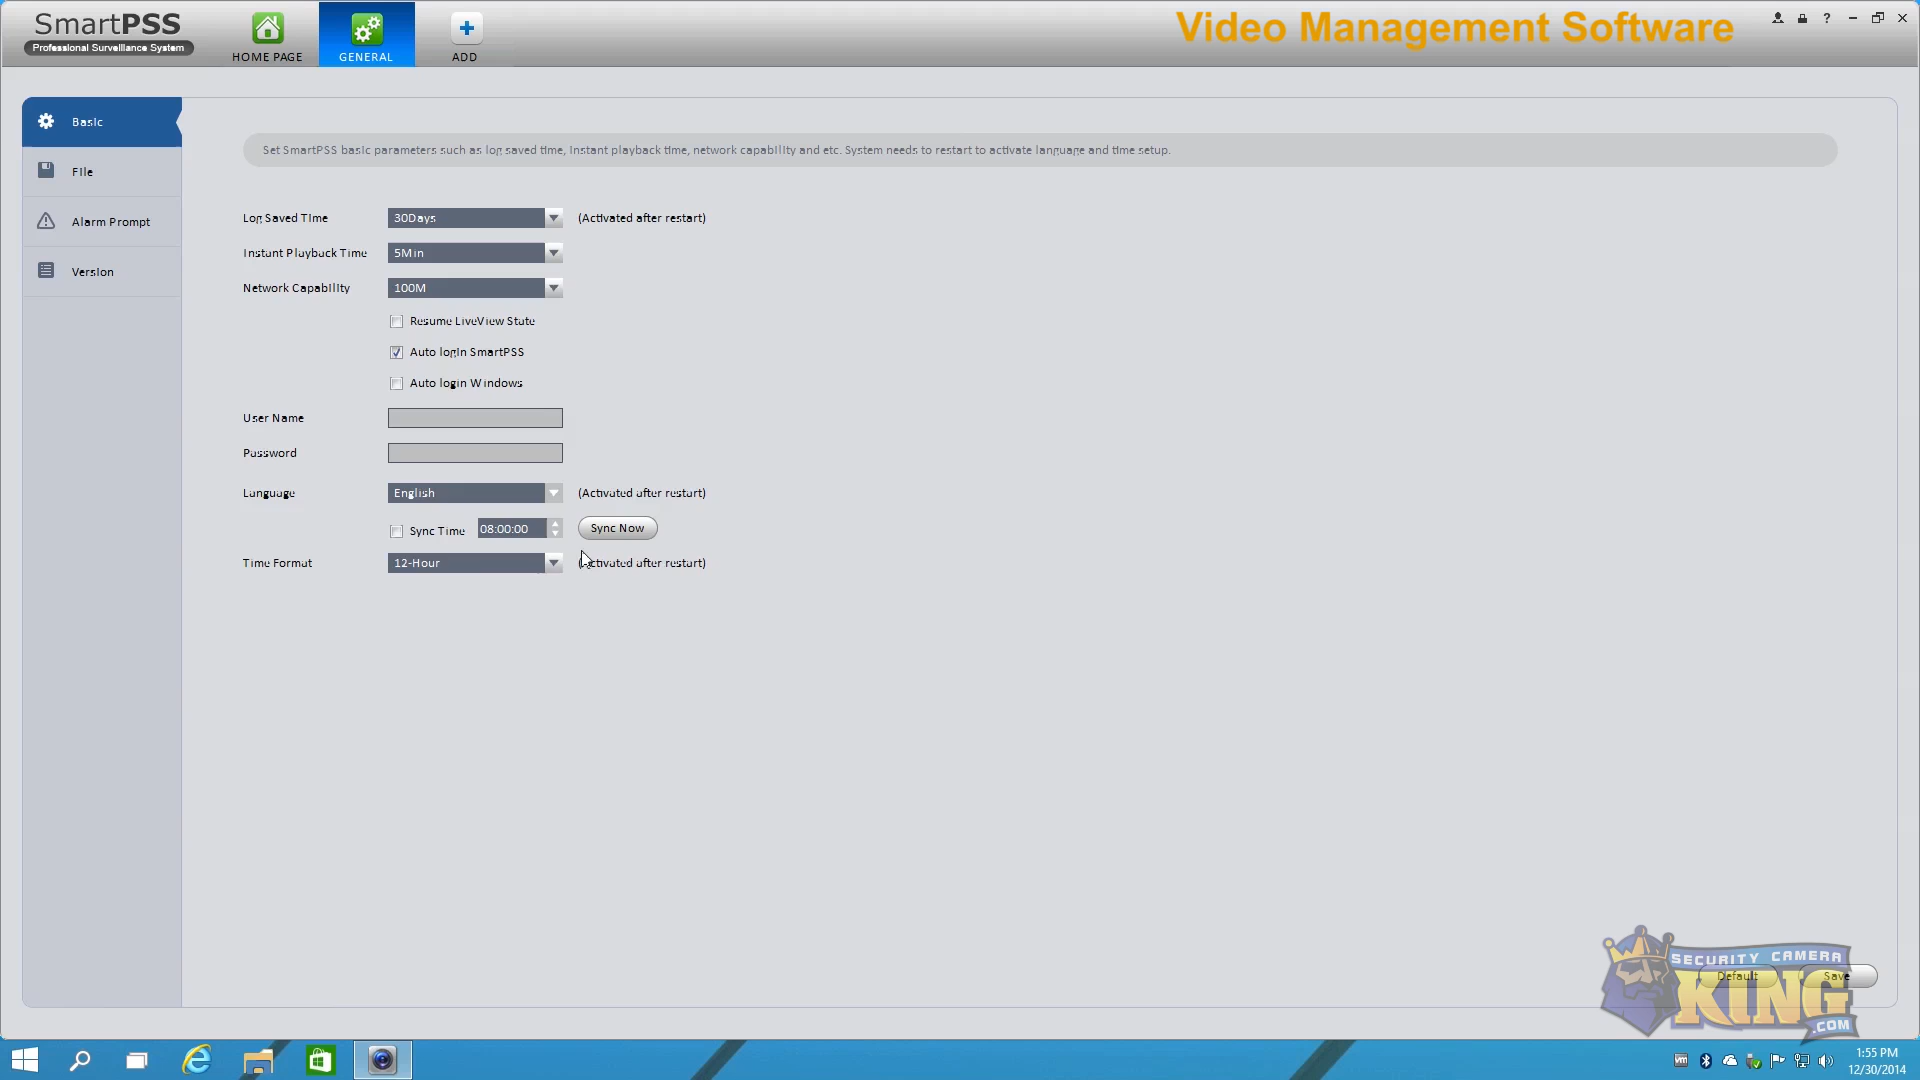 SmartPSS
Professional Surveillance System
HOME PAGE
GENERAL
ADD
Video Management Software
?
Basic
File
Alarm Prompt
Version
Set SmartPSS basic parameters such as log saved time, instant playback time, network capability and etc. System needs to restart to activate language and time setup.
Log Saved Time 30Days (Activated after restart)
Instant Playback Time 5Min
Network Capability 100M
Resume LiveView State
Auto login SmartPSS
Auto login Windows
User Name
Password
Language English (Activated after restart)
Sync Time 08:00:00 Sync Now
Time Format 12-Hour (Activated after restart)
Default Save
SECURITY CAMERA
KING
.COM
1:55 PM
12/30/2014